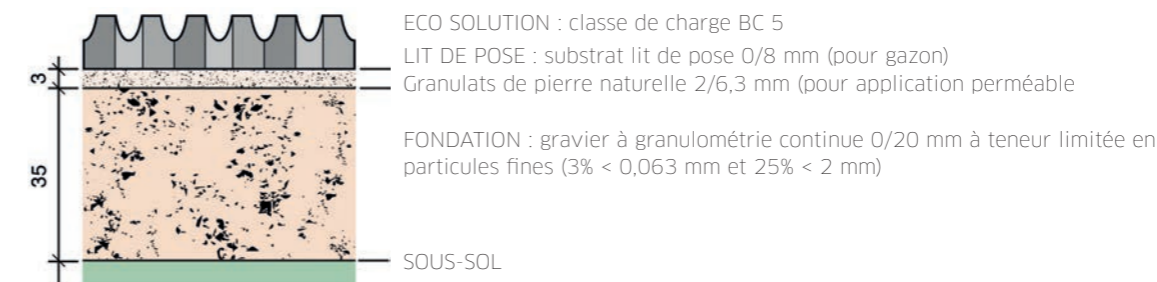 ECO SOLUTION : classe de charge BC 5
LIT DE POSE : substrat lit de pose 0/8 mm (pour gazon)
3
Granulats de pierre naturelle 2/6,3 mm (pour application perméable
FONDATION : gravier à granulométrie continue 0/20 mm à teneur limitée en
particules fines (3% < 0,063 mm et 25% < 2 mm)
35
SOUS-SOL